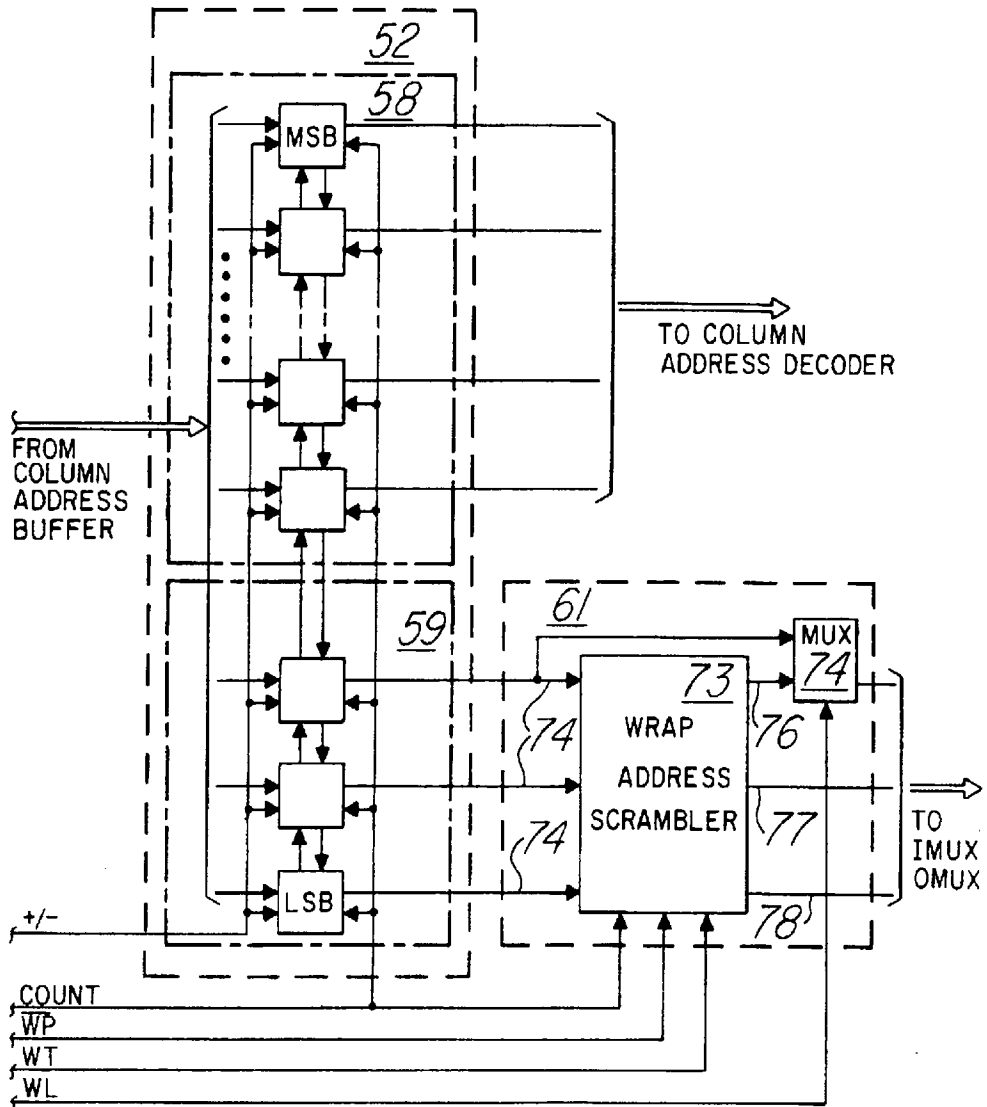 52
58
MSB
TO COLUMN
ADDRESS DECODER
FROM
COLUMN
ADDRESS
BUFFER
59
61
MUX
74
73
74
76
WRAP
ADDRESS
SCRAMBLER
74
77
TO
IMUX
OMUX
74
LSB
78
+/-
COUNT
W̅P̅
WT
WL